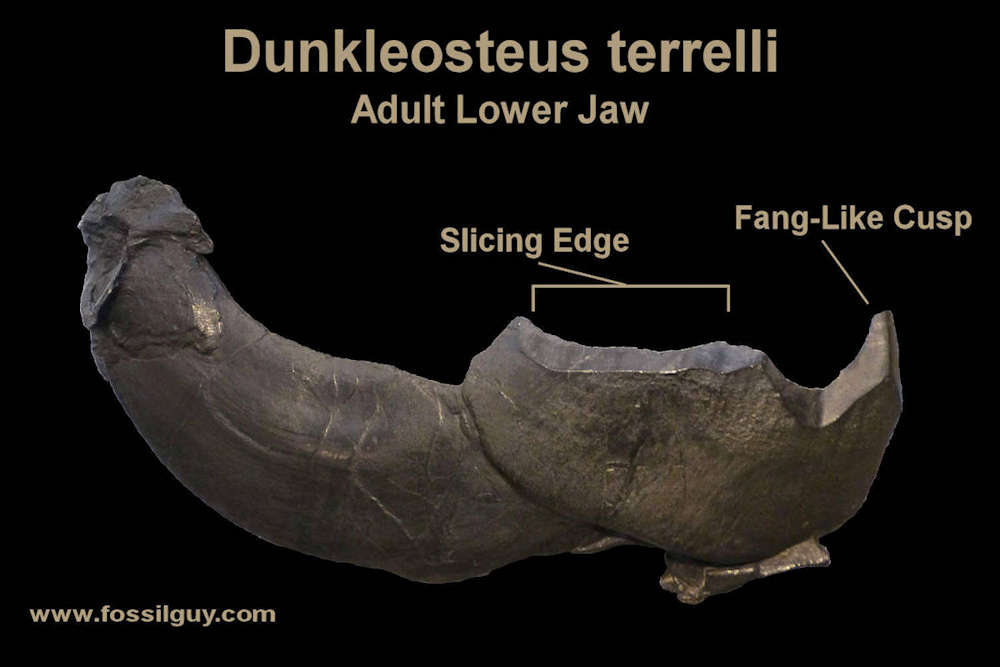 Dunkleosteus terrelli
Adult Lower Jaw
Slicing Edge
Fang-Like Cusp
www.fossilguy.com